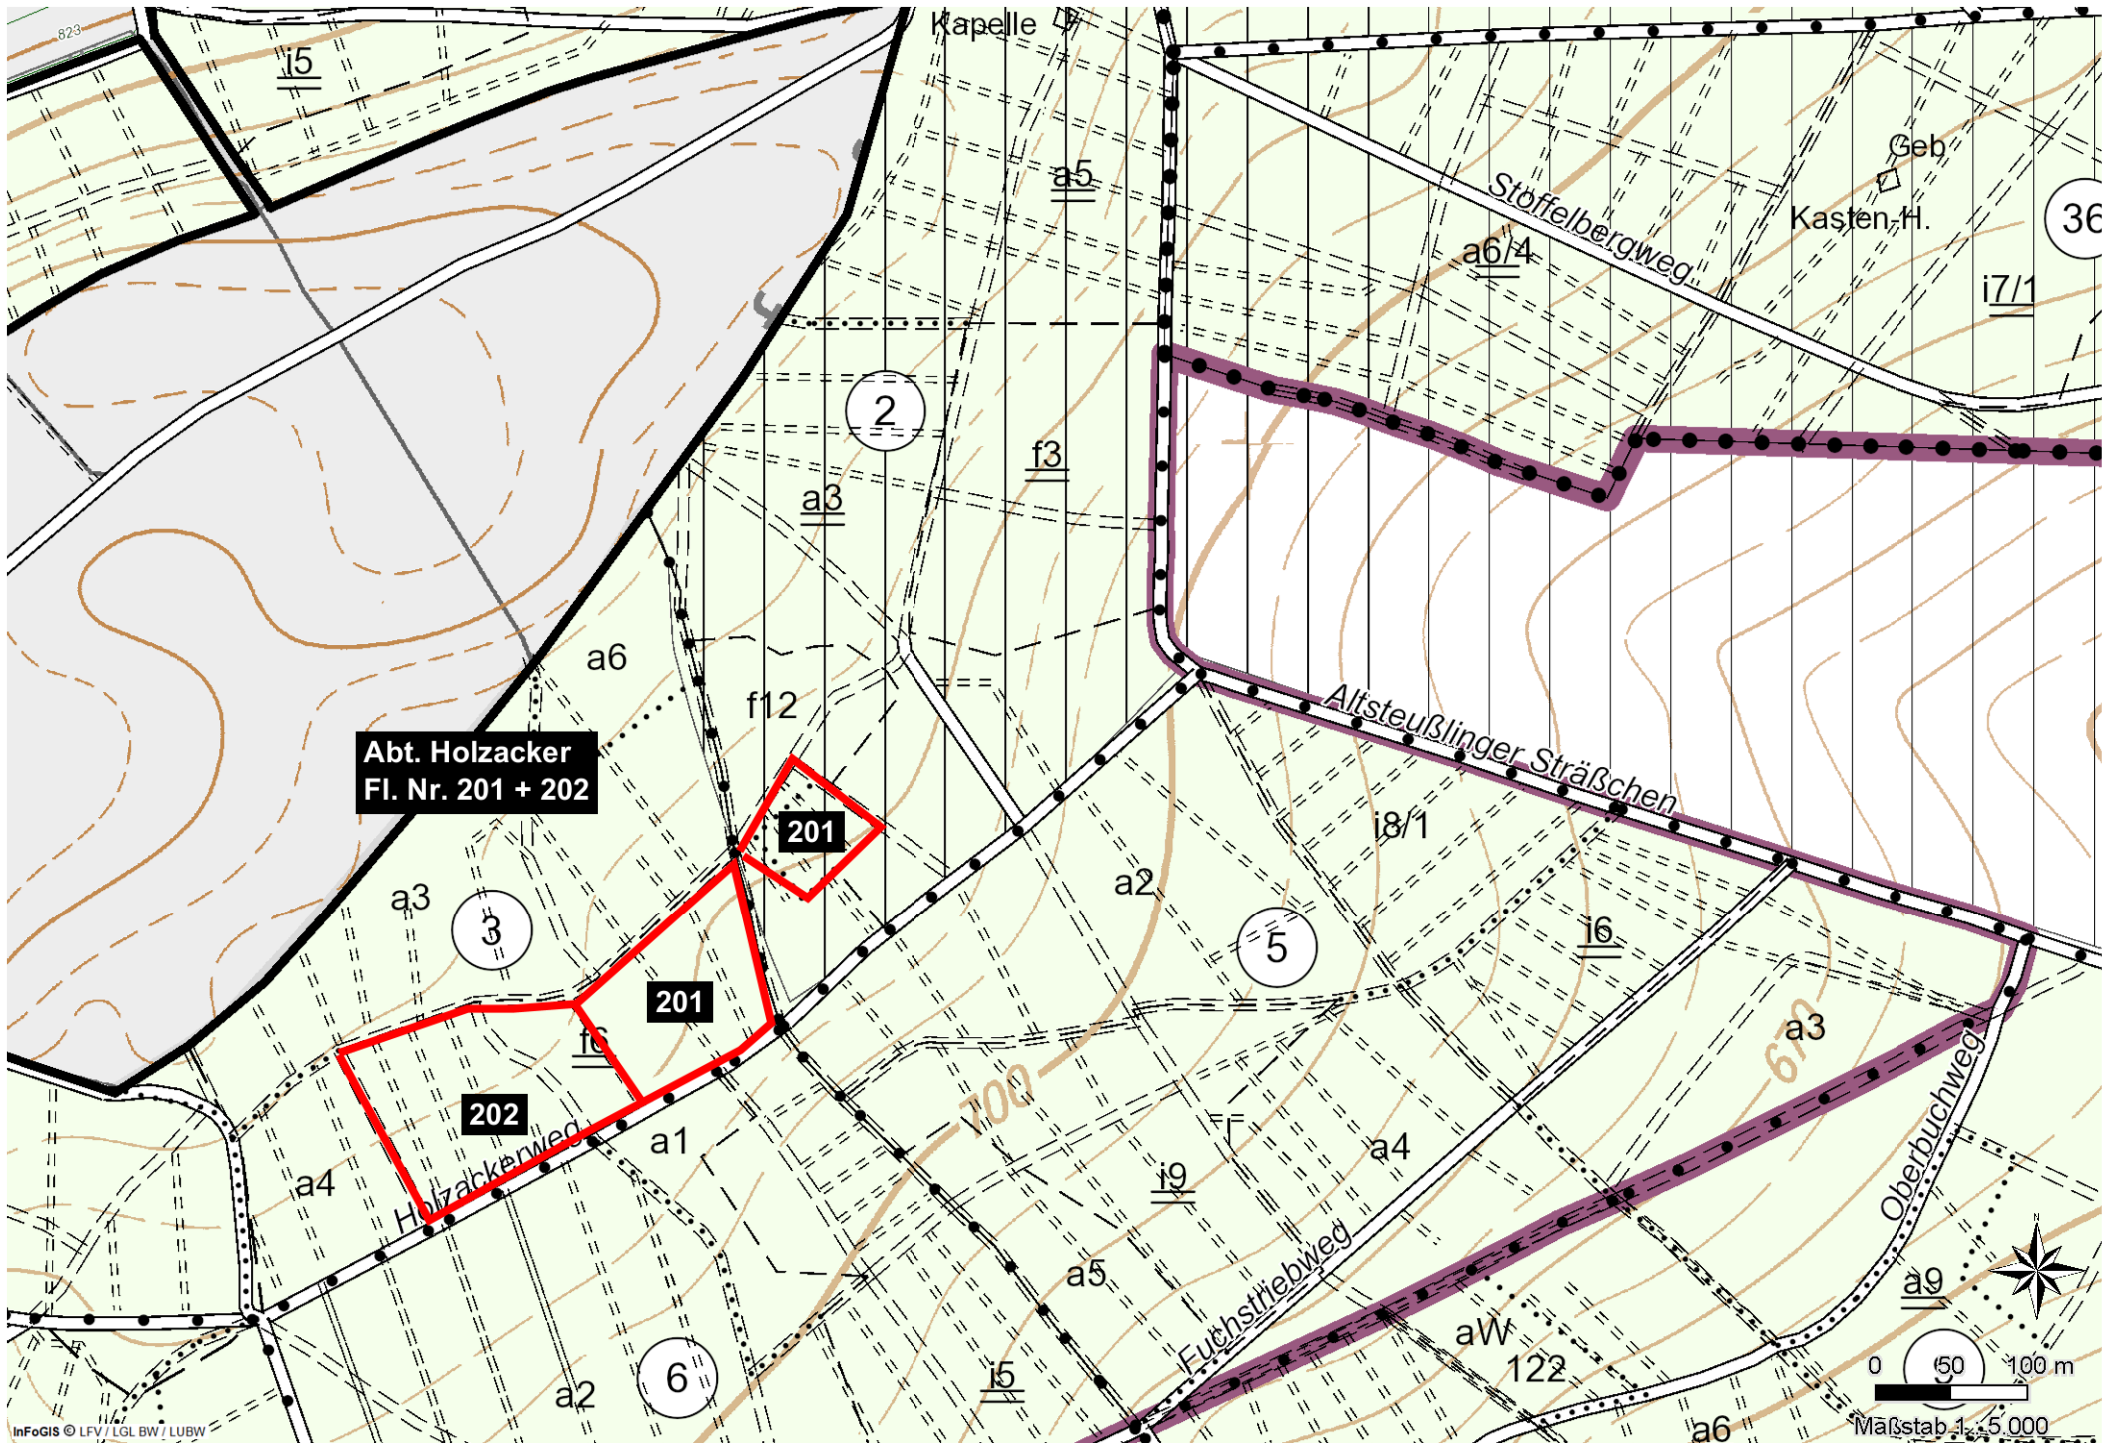 823
i5
Kapelle
a5
Geb
Kasten-H.
36
Stoffelbergweg
a6/4
i7/1
2
f3
a3
a6
f12
Altsteußlinger Sträßchen
Abt. Holzacker
Fl. Nr. 201 + 202
201
i8/1
a2
a3
3
5
i6
201
f6
a3
670
700
202
Holzackerweg
a1
a4
i9
a4
Oberbuchweg
a5
Fuchstriebweg
a9
aW
122
6
i5
a2
a6
9
0 50 100 m
Maßstab 1 : 5.000
InFoGIS © LFV / LGL BW / LUBW
N